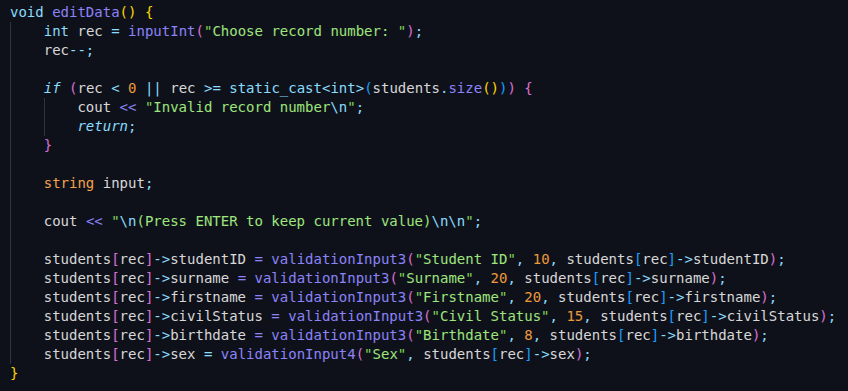 void editData() {
    int rec = inputInt("Choose record number: ");
    rec--;

    if (rec < 0 || rec >= static_cast<int>(students.size())) {
        cout << "Invalid record number\n";
        return;
    }

    string input;

    cout << "\n(Press ENTER to keep current value)\n\n";

    students[rec]->studentID = validationInput3("Student ID", 10, students[rec]->studentID);
    students[rec]->surname = validationInput3("Surname", 20, students[rec]->surname);
    students[rec]->firstname = validationInput3("Firstname", 20, students[rec]->firstname);
    students[rec]->civilStatus = validationInput3("Civil Status", 15, students[rec]->civilStatus);
    students[rec]->birthdate = validationInput3("Birthdate", 8, students[rec]->birthdate);
    students[rec]->sex = validationInput4("Sex", students[rec]->sex);
}